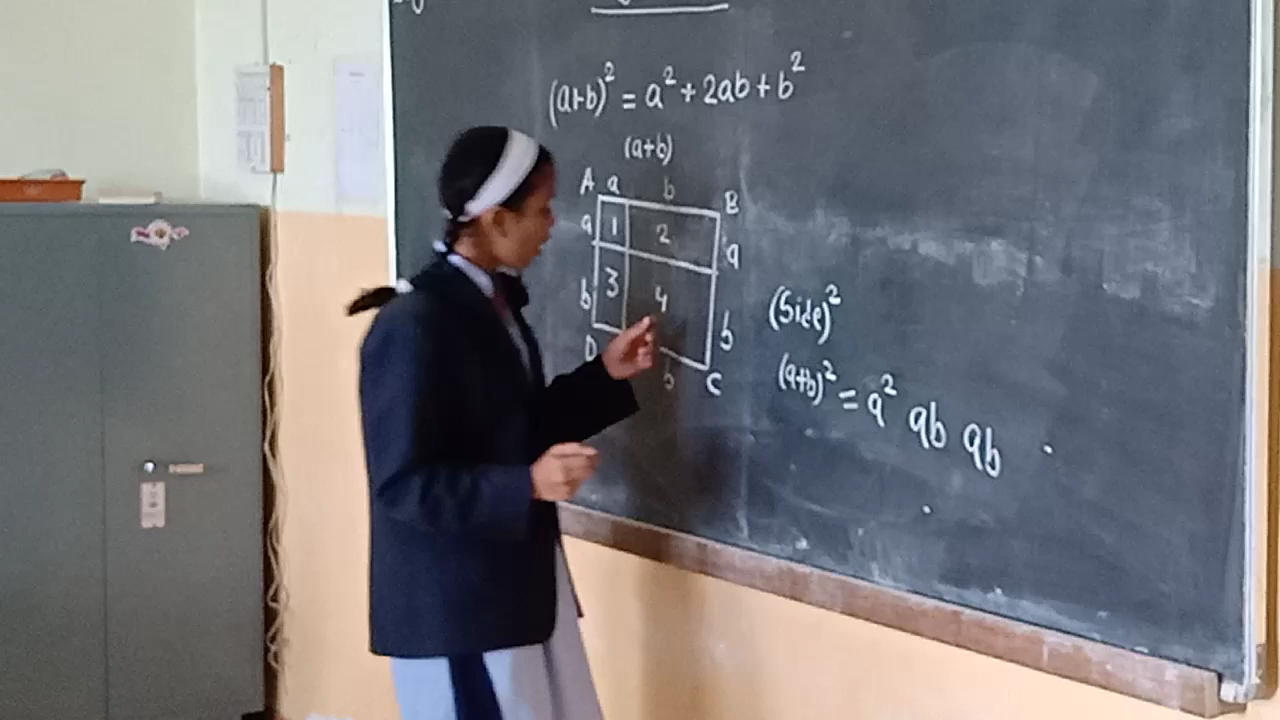 (a+b)² = a² + 2ab + b²
(a+b)
A a b B
a 1 2 a
b 3 4 b
D b C
(Side)²
(a+b)² = a² ab ab